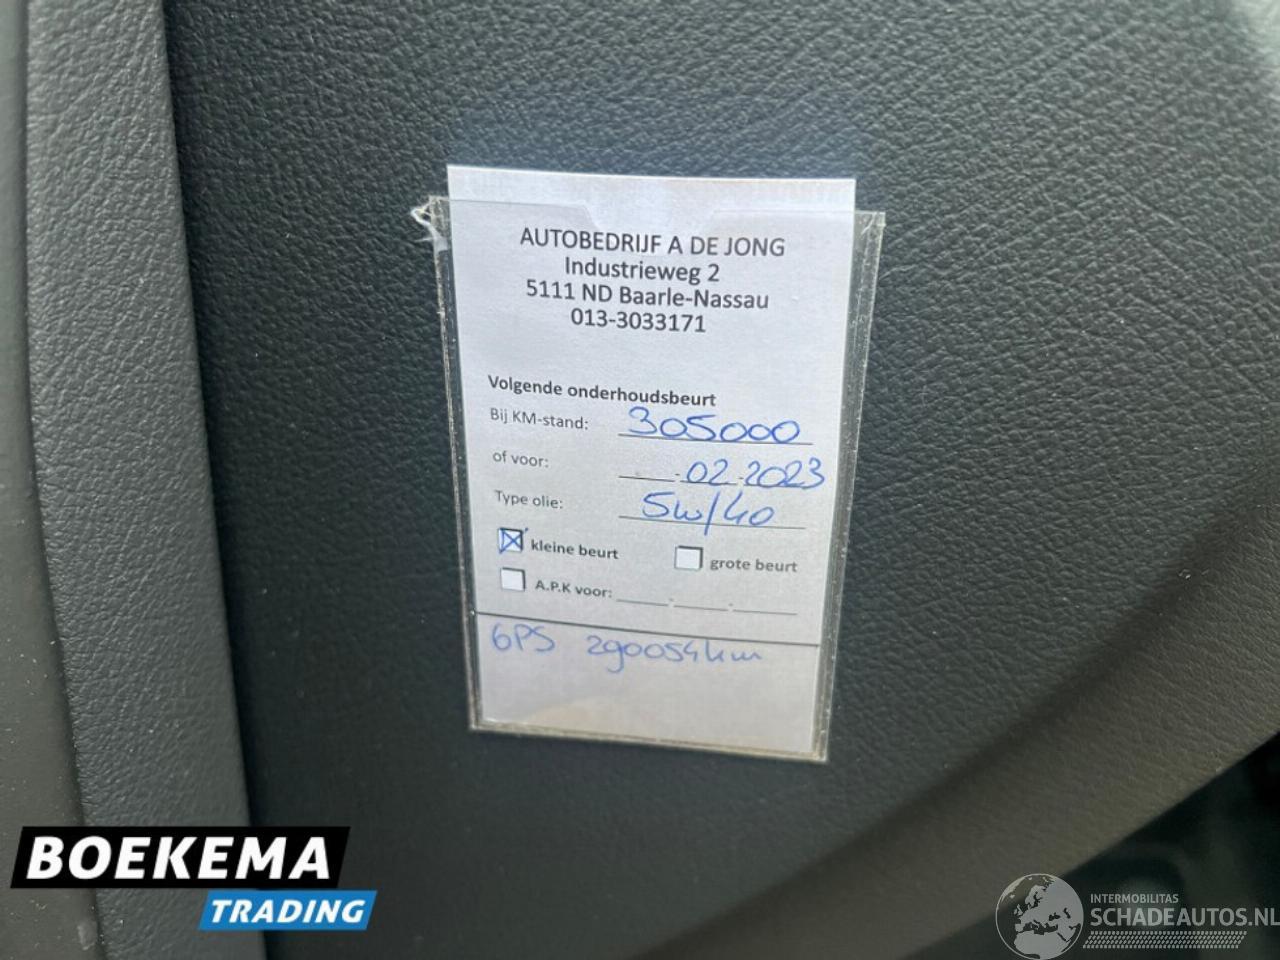 AUTOBEDRIJF A DE JONG
Industrieweg 2
5111 ND Baarle-Nassau
013-3033171
Volgende onderhoudsbeurt
Bij KM-stand: 305000
of voor: -02-2023
Type olie: 5W/40
kleine beurt grote beurt
A.P.K voor: - -
6PS 290054km
BOEKEMA
TRADING
INTERMOBILITAS
SCHADEAUTOS.NL